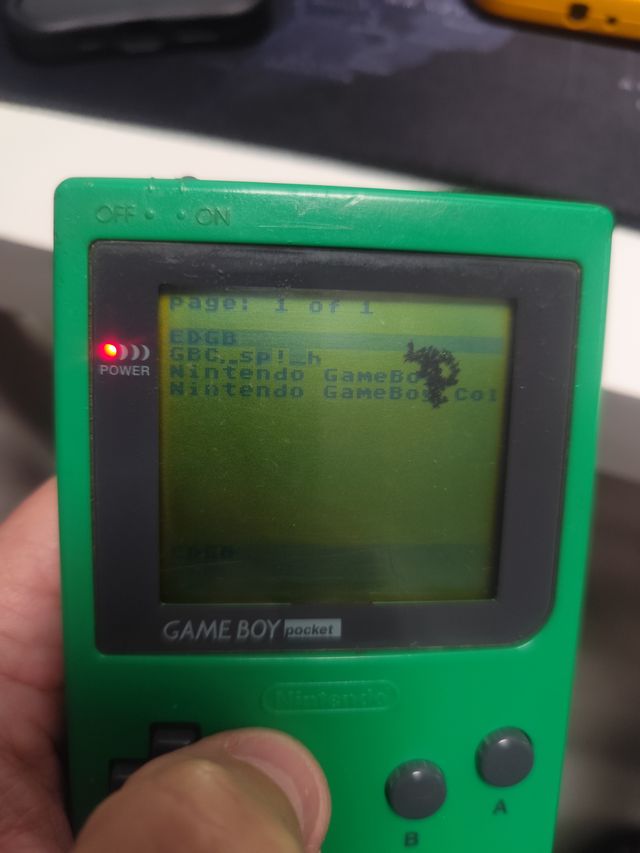 OFF ON
page: 1 of 1
EDGB
GBC_sp!_h
Nintendo GameBo
Nintendo GameBoy Col
EDGB
POWER
GAME BOY pocket
Nintendo
B
A